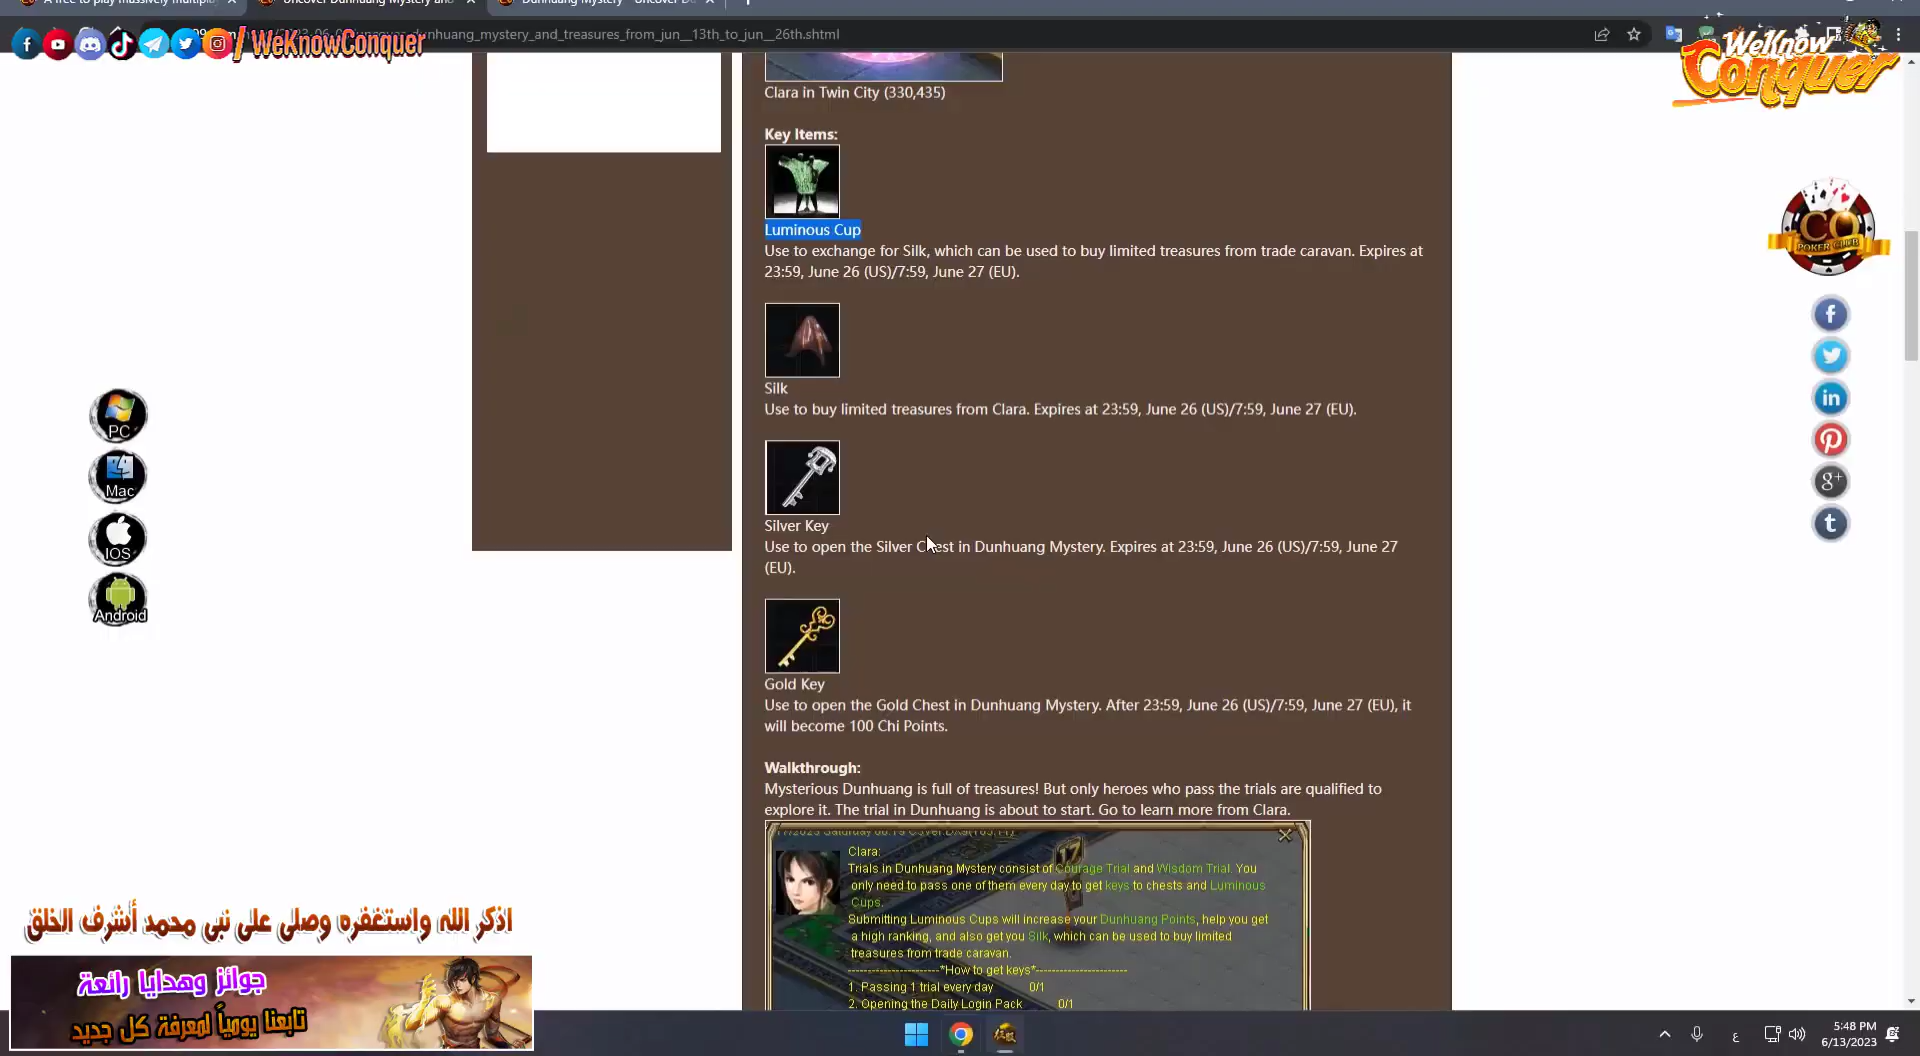 /WeKnowConquer
nhuang_mystery_and_treasures_from_jun__13th_to_jun__26th.shtml
WeKnow
Conquer
Clara in Twin City (330,435)
Key Items:
Luminous Cup
Use to exchange for Silk, which can be used to buy limited treasures from trade caravan. Expires at
23:59, June 26 (US)/7:59, June 27 (EU).
CO
POKER CLUB
Silk
Use to buy limited treasures from Clara. Expires at 23:59, June 26 (US)/7:59, June 27 (EU).
PC
Mac
IOS
Android
Silver Key
Use to open the Silver Chest in Dunhuang Mystery. Expires at 23:59, June 26 (US)/7:59, June 27
(EU).
Gold Key
Use to open the Gold Chest in Dunhuang Mystery. After 23:59, June 26 (US)/7:59, June 27 (EU), it
will become 100 Chi Points.
Walkthrough:
Mysterious Dunhuang is full of treasures! But only heroes who pass the trials are qualified to
explore it. The trial in Dunhuang is about to start. Go to learn more from Clara.
Clara:
Trials in Dunhuang Mystery consist of Courage Trial and Wisdom Trial. You
only need to pass one of them every day to get keys to chests and Luminous
Cups.
Submitting Luminous Cups will increase your Dunhuang Points, help you get
a high ranking, and also get you Silk, which can be used to buy limited
treasures from trade caravan.
-----------------------*How to get keys*-----------------------
1. Passing 1 trial every day 0/1
2. Opening the Daily Login Pack 0/1
17
اذكر الله واستغفره وصلى على نبى محمد أشرف الخلق
جوائز وهدايا رائعة
تابعنا يومياً لمعرفة كل جديد
ع
5:48 PM
6/13/2023